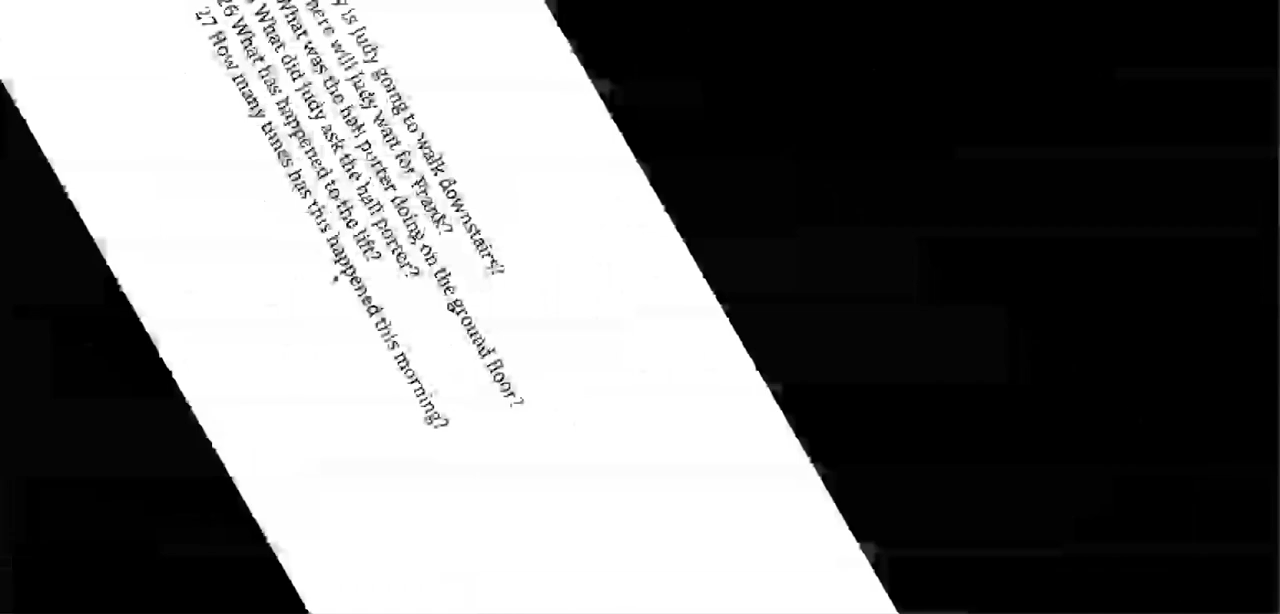 y is Judy going to walk downstairs?
here will Judy wait for Frank?
What was the hall porter doing on the ground floor?
What did Judy ask the hall porter?
26 What has happened to the lift?
27 How many times has this happened this morning?